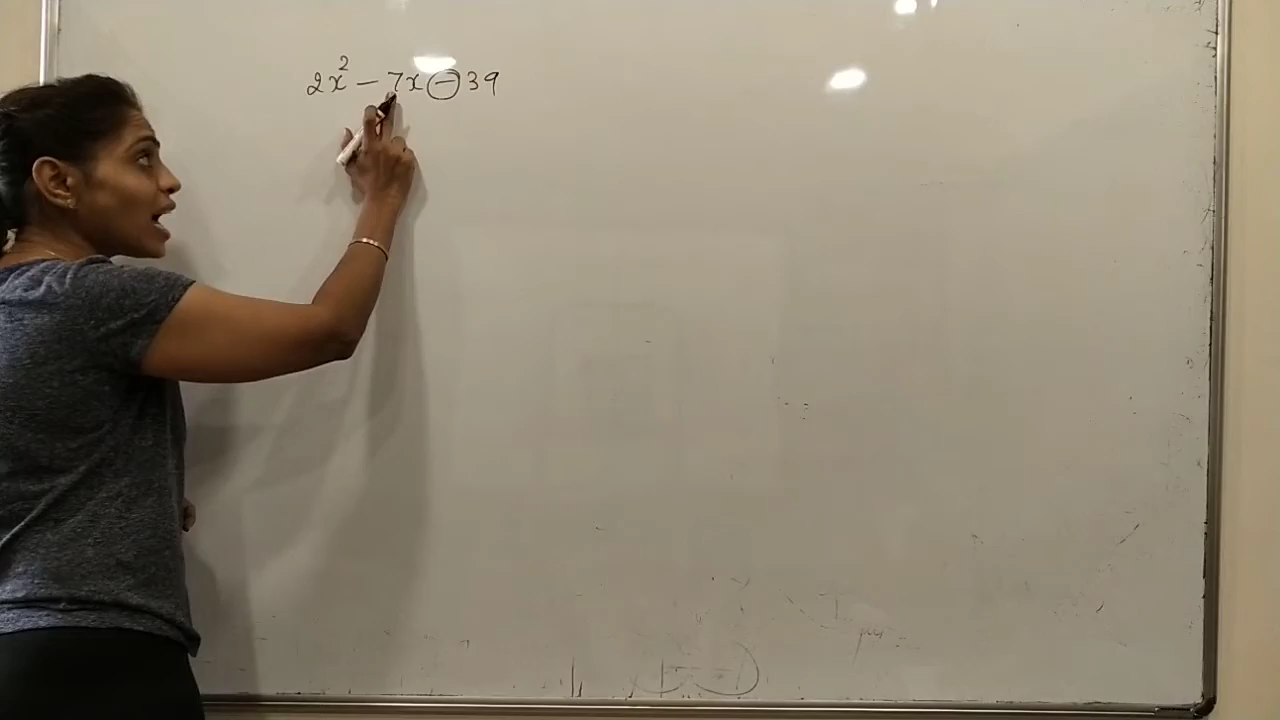 2x² − 7x − 39